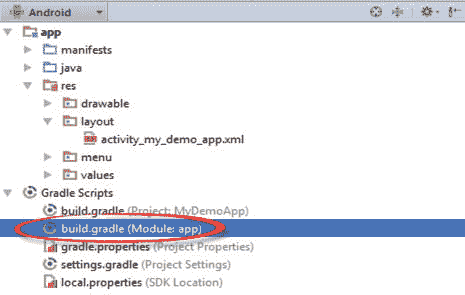 Android
app
manifests
java
res
drawable
layout
activity_my_demo_app.xml
menu
values
Gradle Scripts
build.gradle (Project: MyDemoApp)
build.gradle (Module: app)
gradle.properties (Project Properties)
settings.gradle (Project Settings)
local.properties (SDK Location)